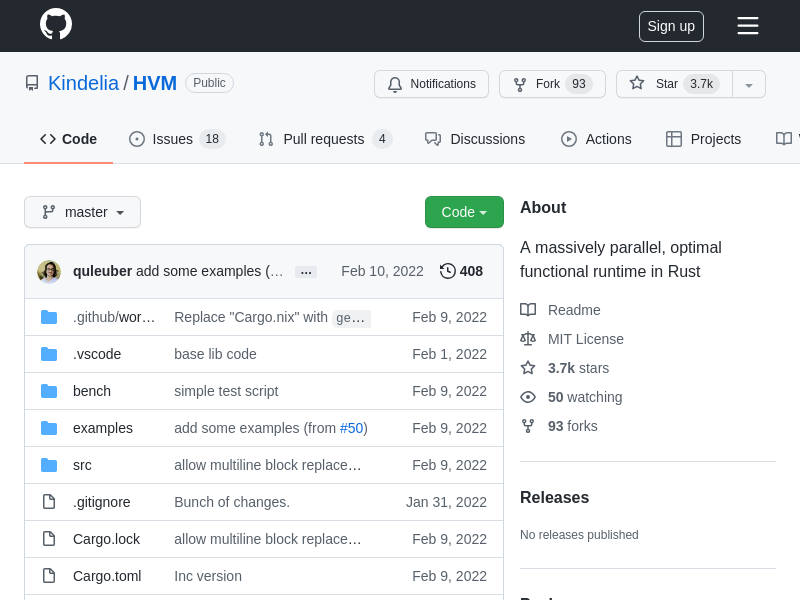 Sign up
Kindelia / HVM Public
Notifications Fork 93 Star 3.7k
Code Issues 18 Pull requests 4 Discussions Actions Projects
master Code
quleuber add some examples (… ... Feb 10, 2022 408
.github/wor… Replace "Cargo.nix" with ge… Feb 9, 2022
.vscode base lib code Feb 1, 2022
bench simple test script Feb 9, 2022
examples add some examples (from #50) Feb 9, 2022
src allow multiline block replace… Feb 9, 2022
.gitignore Bunch of changes. Jan 31, 2022
Cargo.lock allow multiline block replace… Feb 9, 2022
Cargo.toml Inc version Feb 9, 2022
About
A massively parallel, optimal
functional runtime in Rust
Readme
MIT License
3.7k stars
50 watching
93 forks
Releases
No releases published